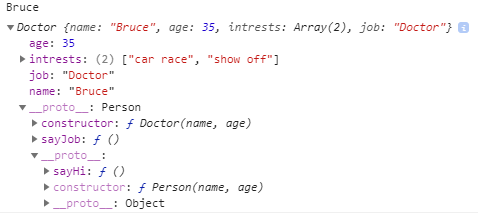 Bruce
▼Doctor {name: "Bruce", age: 35, intrests: Array(2), job: "Doctor"} i
age: 35
▶intrests: (2) ["car race", "show off"]
job: "Doctor"
name: "Bruce"
▼__proto__: Person
▶constructor: ƒ Doctor(name, age)
▶sayJob: ƒ ()
▼__proto__:
▶sayHi: ƒ ()
▶constructor: ƒ Person(name, age)
▶__proto__: Object